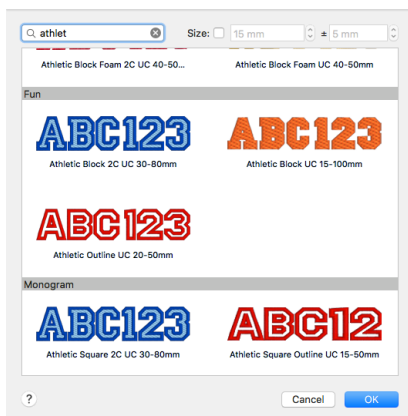 athlet Size: 15 mm ± 5 mm
Athletic Block Foam 2C UC 40-50... Athletic Block Foam UC 40-50mm
Fun
ABC123 ABC123
Athletic Block 2C UC 30-80mm Athletic Block UC 15-100mm
ABC123
Athletic Outline UC 20-50mm
Monogram
ABC123 ABC12
Athletic Square 2C UC 30-80mm Athletic Square Outline UC 15-50mm
? Cancel OK